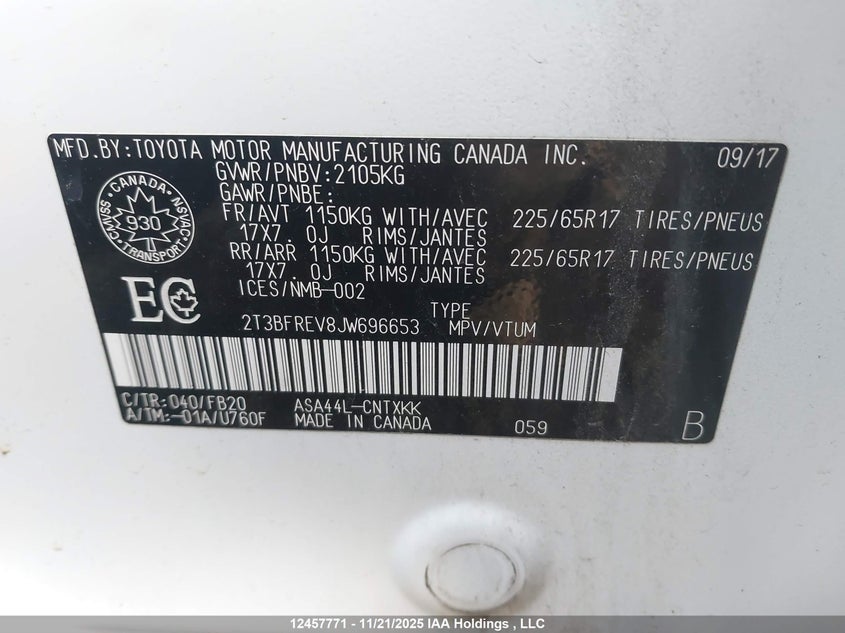 MFD.BY:TOYOTA MOTOR MANUFACTURING CANADA INC. 09/17
GVWR/PNBV:2105KG
GAWR/PNBE:
FR/AVT 1150KG WITH/AVEC 225/65R17 TIRES/PNEUS
17X7.0J RIMS/JANTES
RR/ARR 1150KG WITH/AVEC 225/65R17 TIRES/PNEUS
17X7.0J RIMS/JANTES
ICES/NMB-002
CANADA
CMVSS 930 NSVAC
TRANSPORT
EC
TYPE
2T3BFREV8JW696653 MPV/VTUM
C/TR:040/FB20 ASA44L-CNTXKK
A/TM:-01A/U760F MADE IN CANADA 059 B
12457771 - 11/21/2025 IAA Holdings , LLC